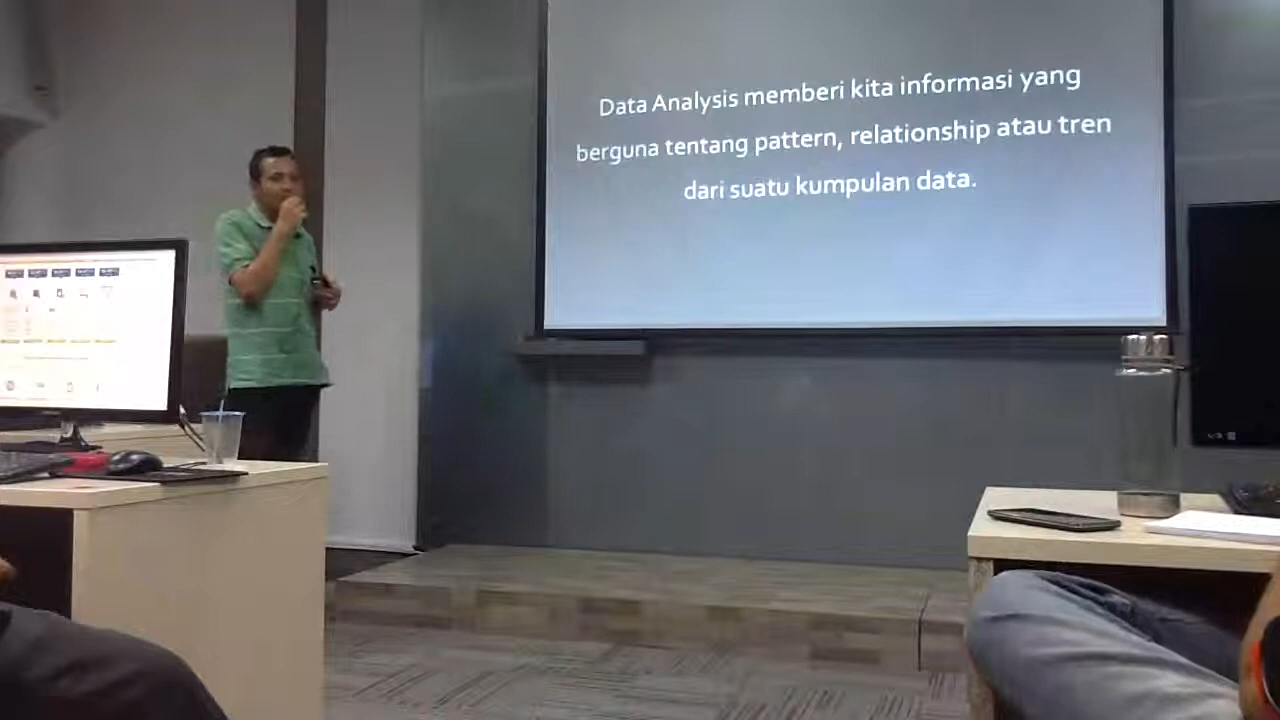 Data Analysis memberi kita informasi yang
berguna tentang pattern, relationship atau tren
dari suatu kumpulan data.